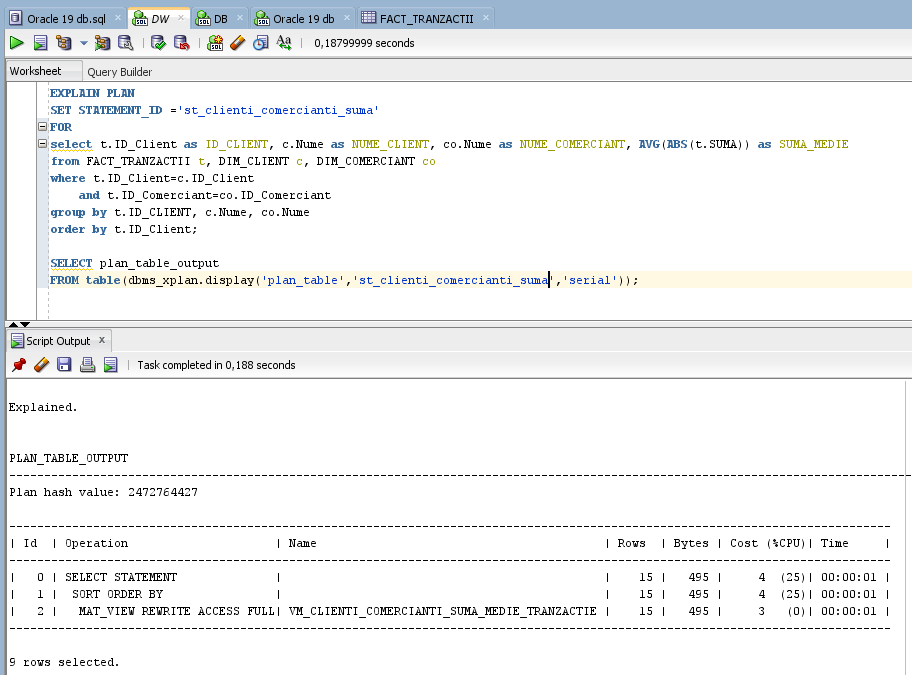 Oracle 19 db.sql DW DB Oracle 19 db FACT_TRANZACTII
0,18799999 seconds
Worksheet Query Builder
EXPLAIN PLAN
SET STATEMENT_ID ='st_clienti_comercianti_suma'
FOR
select t.ID_Client as ID_CLIENT, c.Nume as NUME_CLIENT, co.Nume as NUME_COMERCIANT, AVG(ABS(t.SUMA)) as SUMA_MEDIE
from FACT_TRANZACTII t, DIM_CLIENT c, DIM_COMERCIANT co
where t.ID_Client=c.ID_Client
    and t.ID_Comerciant=co.ID_Comerciant
group by t.ID_CLIENT, c.Nume, co.Nume
order by t.ID_Client;
SELECT plan_table_output
FROM table(dbms_xplan.display('plan_table','st_clienti_comercianti_suma','serial'));
Script Output
Task completed in 0,188 seconds
Explained.
PLAN_TABLE_OUTPUT
Plan hash value: 2472764427
| Id  | Operation                     | Name                                        | Rows  | Bytes | Cost (%CPU)| Time     |
|   0 | SELECT STATEMENT              |                                             |    15 |   495 |     4  (25)| 00:00:01 |
|   1 |  SORT ORDER BY                |                                             |    15 |   495 |     4  (25)| 00:00:01 |
|   2 |   MAT_VIEW REWRITE ACCESS FULL| VM_CLIENTI_COMERCIANTI_SUMA_MEDIE_TRANZACTIE |    15 |   495 |     3   (0)| 00:00:01 |
9 rows selected.